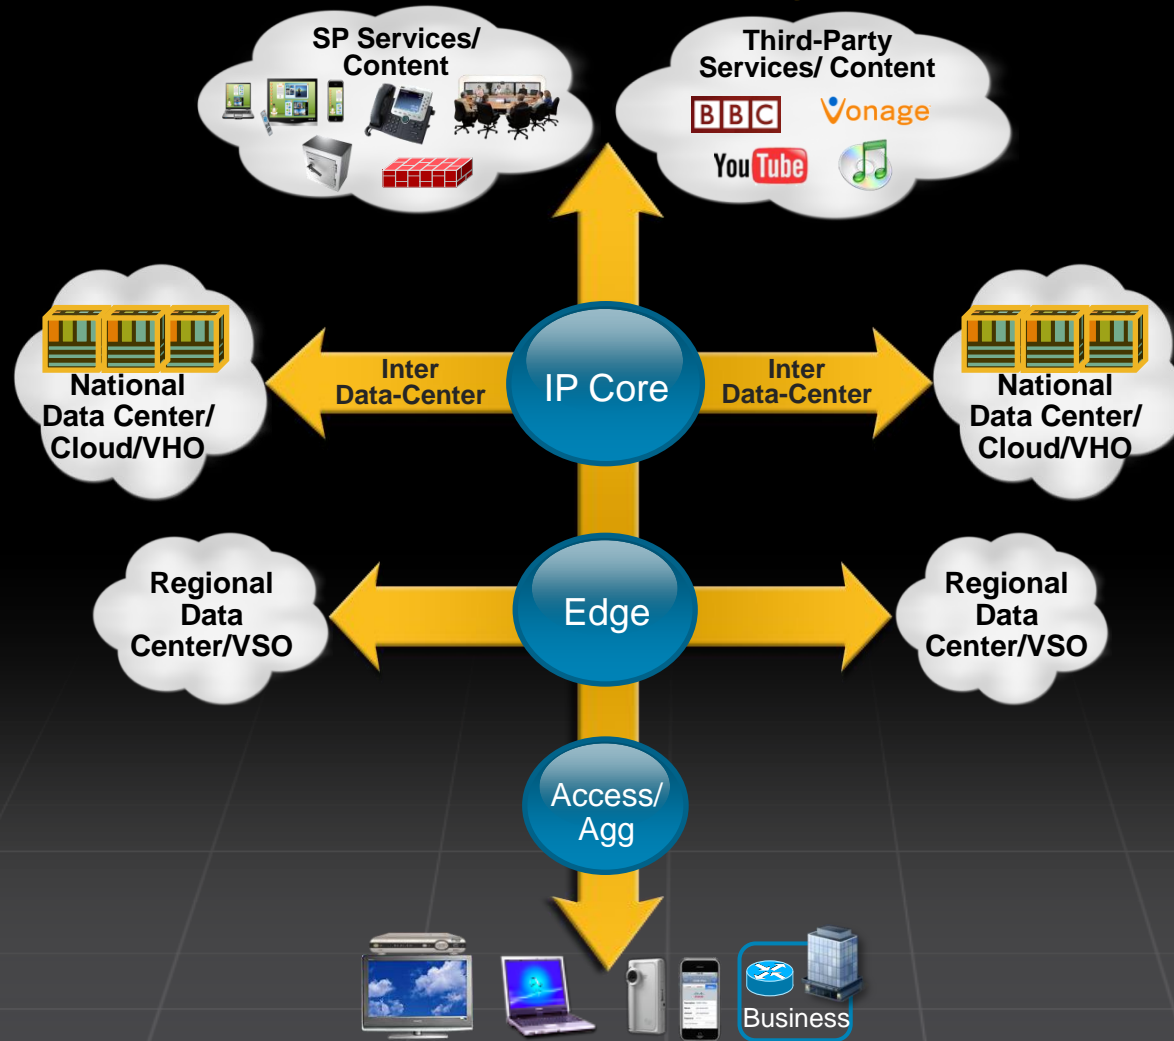 SP Services/
Content
Third-Party
Services/ Content
BBC
Vonage
YouTube
National
Data Center/
Cloud/VHO
Inter
Data-Center
IP Core
Inter
Data-Center
National
Data Center/
Cloud/VHO
Regional
Data
Center/VSO
Edge
Regional
Data
Center/VSO
Access/
Agg
Business